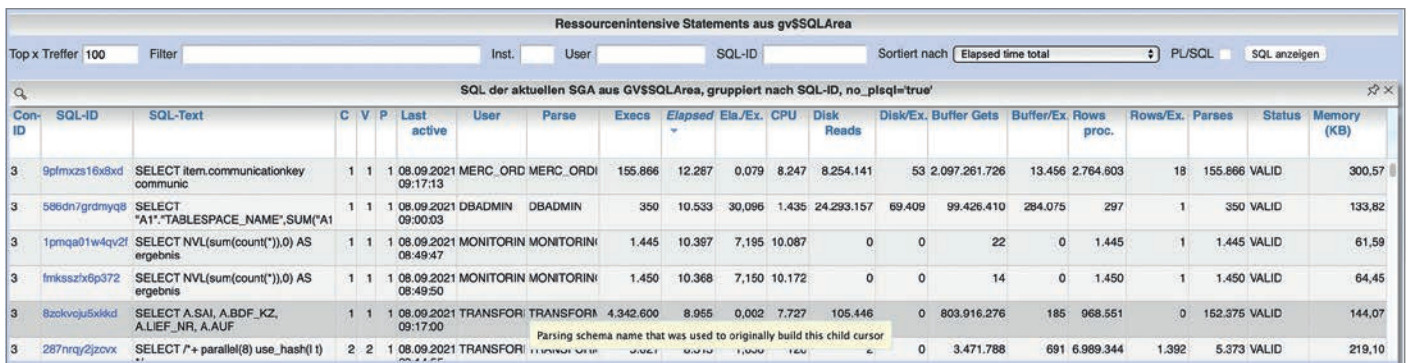 Ressourcenintensive Statements aus gv$SQLArea
Top x Treffer 100 Filter Inst. User SQL-ID Sortiert nach Elapsed time total PL/SQL SQL anzeigen
SQL der aktuellen SGA aus GV$SQLArea, gruppiert nach SQL-ID, no_plsql='true'
Con- SQL-ID SQL-Text C V P Last User Parse Execs Elapsed Ela./Ex. CPU Disk Disk/Ex. Buffer Gets Buffer/Ex. Rows Rows/Ex. Parses Status Memory
ID active Reads proc. (KB)
3 9pfmxzs16x8xd SELECT item.communicationkey 1 1 1 08.09.2021 MERC_ORD MERC_ORDI 155.866 12.287 0,079 8.247 8.254.141 53 2.097.261.726 13.456 2.764.603 18 155.866 VALID 300,57
communic 09:17:13
3 586dn7grdmyq8 SELECT 1 1 1 08.09.2021 DBADMIN DBADMIN 350 10.533 30,096 1.435 24.293.157 69.409 99.426.410 284.075 297 1 350 VALID 133,82
"A1"."TABLESPACE_NAME",SUM("A1 09:00:03
3 1pmqa01w4qv2f SELECT NVL(sum(count(*)),0) AS 1 1 1 08.09.2021 MONITORIN MONITORIN 1.445 10.397 7,195 10.087 0 0 22 0 1.445 1 1.445 VALID 61,59
ergebnis 08:49:47
3 fmksszfx6p372 SELECT NVL(sum(count(*)),0) AS 1 1 1 08.09.2021 MONITORIN MONITORIN 1.450 10.368 7,150 10.172 0 0 14 0 1.450 1 1.450 VALID 64,45
ergebnis 08:49:50
3 8zokvoju5xkkd SELECT A.SAI, A.BDF_KZ, 1 1 1 08.09.2021 TRANSFOR TRANSFORM 4.342.600 8.955 0,002 7.727 105.446 0 803.916.276 185 968.551 0 152.375 VALID 144,07
A.LIEF_NR, A.AUF 09:17:00
Parsing schema name that was used to originally build this child cursor
3 287nrqy2jzcvx SELECT /*+ parallel(8) use_hash(l t) 2 2 1 08.09.2021 TRANSFOR 0 3.471.788 691 6.989.344 1.392 5.373 VALID 219,10